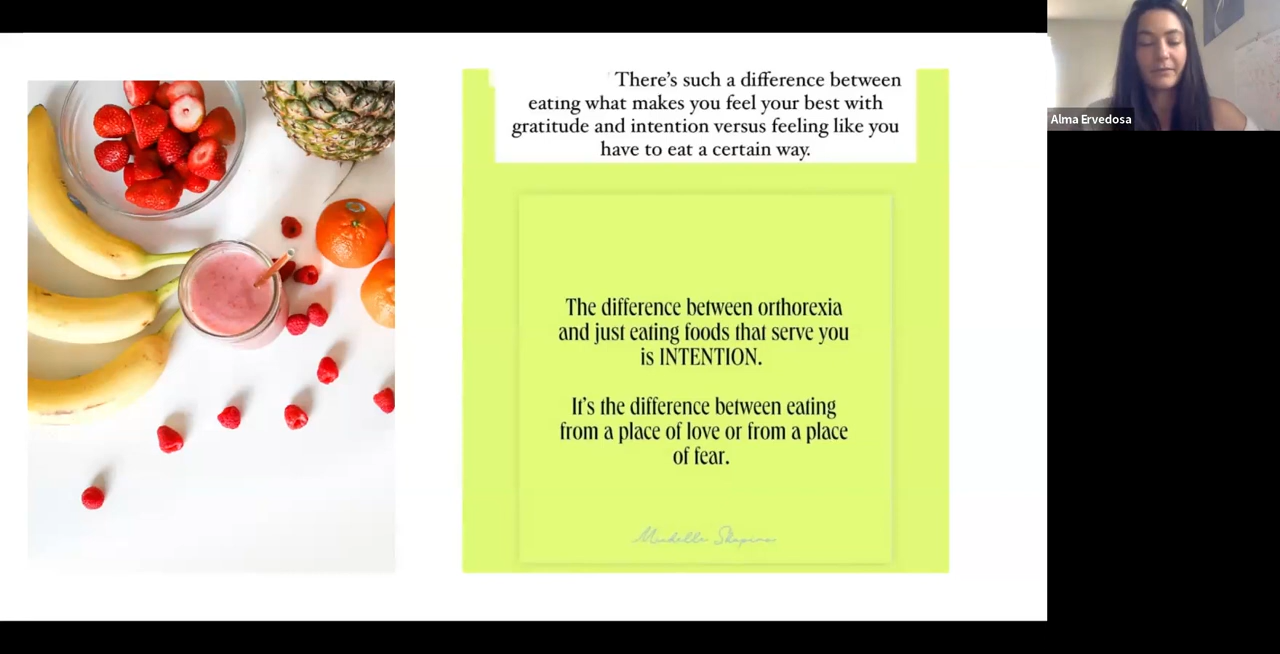 There's such a difference between
eating what makes you feel your best with
gratitude and intention versus feeling like you
have to eat a certain way.
The difference between orthorexia
and just eating foods that serve you
is INTENTION.
It's the difference between eating
from a place of love or from a place
of fear.
Michelle Shapiro
Alma Ervedosa